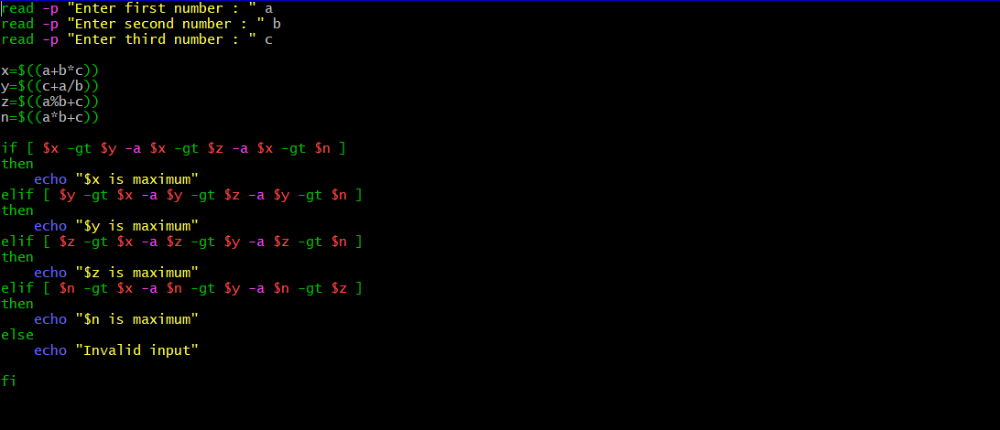 read -p "Enter first number : " a
read -p "Enter second number : " b
read -p "Enter third number : " c
x=$((a+b*c))
y=$((c+a/b))
z=$((a%b+c))
n=$((a*b+c))
if [ $x -gt $y -a $x -gt $z -a $x -gt $n ]
then
    echo "$x is maximum"
elif [ $y -gt $x -a $y -gt $z -a $y -gt $n ]
then
    echo "$y is maximum"
elif [ $z -gt $x -a $z -gt $y -a $z -gt $n ]
then
    echo "$z is maximum"
elif [ $n -gt $x -a $n -gt $y -a $n -gt $z ]
then
    echo "$n is maximum"
else
    echo "Invalid input"
fi